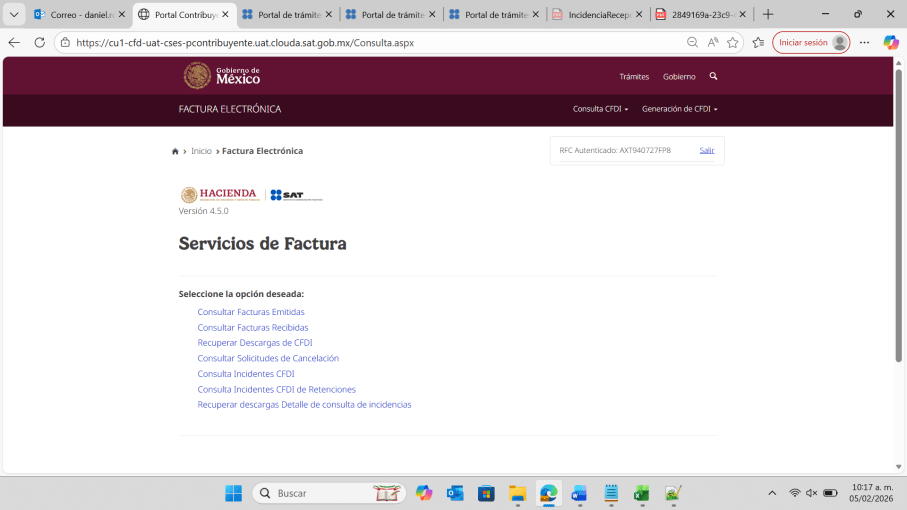 Correo - daniel.r
Portal Contribuy
Portal de trámite
Portal de trámite
Portal de trámite
IncidenciaRecep
2849169a-23c9-
https://cu1-cfd-uat-cses-pcontribuyente.uat.clouda.sat.gob.mx/Consulta.aspx
Iniciar sesión
Gobierno de
México
Trámites Gobierno
FACTURA ELECTRÓNICA
Consulta CFDI Generación de CFDI
Inicio > Factura Electrónica
RFC Autenticado: AXT940727FP8 Salir
HACIENDA SAT
Versión 4.5.0
Servicios de Factura
Seleccione la opción deseada:
Consultar Facturas Emitidas
Consultar Facturas Recibidas
Recuperar Descargas de CFDI
Consultar Solicitudes de Cancelación
Consulta Incidentes CFDI
Consulta Incidentes CFDI de Retenciones
Recuperar descargas Detalle de consulta de incidencias
Buscar
10:17 a. m.
05/02/2026